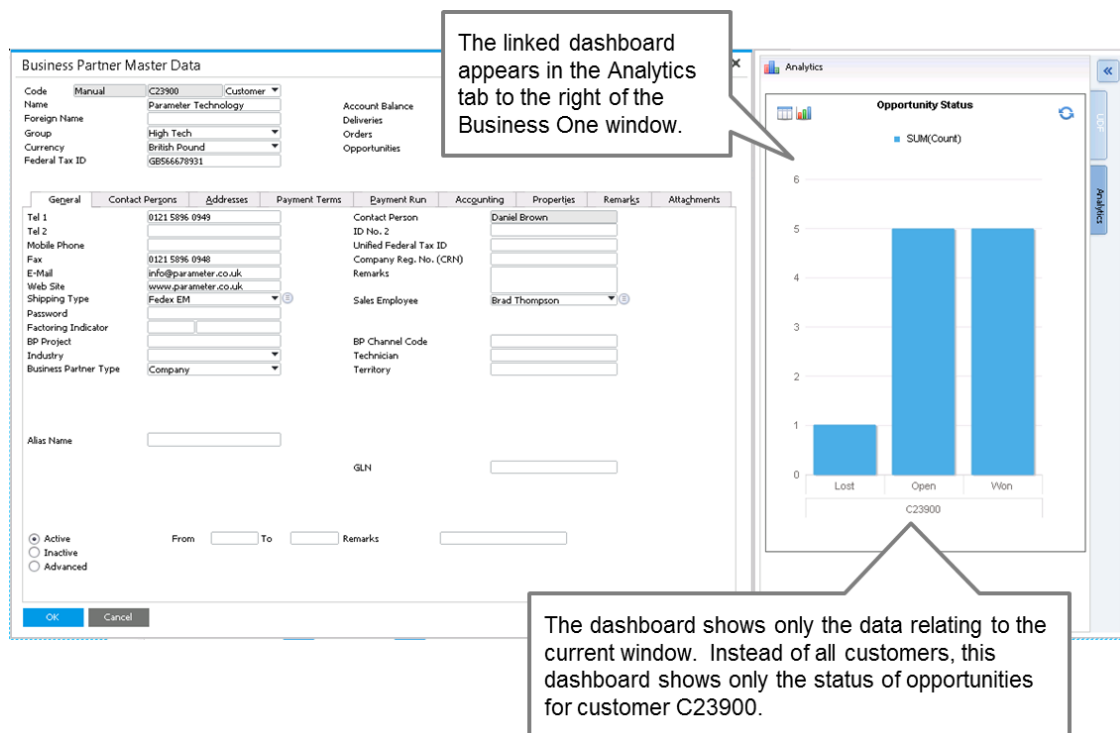 The linked dashboard
appears in the Analytics
tab to the right of the
Business One window.
Business Partner Master Data
Code Manual C23900 Customer
Name Parameter Technology
Foreign Name
Group High Tech
Currency British Pound
Federal Tax ID GB566678931
Account Balance
Deliveries
Orders
Opportunities
General Contact Persons Addresses Payment Terms Payment Run Accounting Properties Remarks Attachments
Tel 1 0121 5896 0949
Tel 2
Mobile Phone
Fax 0121 5896 0948
E-Mail info@parameter.co.uk
Web Site www.parameter.co.uk
Shipping Type Fedex EM
Password
Factoring Indicator
BP Project
Industry
Business Partner Type Company
Alias Name
Contact Person Daniel Brown
ID No. 2
Unified Federal Tax ID
Company Reg. No. (CRN)
Remarks
Sales Employee Brad Thompson
BP Channel Code
Technician
Territory
GLN
Active From To Remarks
Inactive
Advanced
OK Cancel
Analytics
Opportunity Status
SUM(Count)
6
5
4
3
2
1
0
Lost Open Won
C23900
UDF
Analytics
The dashboard shows only the data relating to the
current window. Instead of all customers, this
dashboard shows only the status of opportunities
for customer C23900.